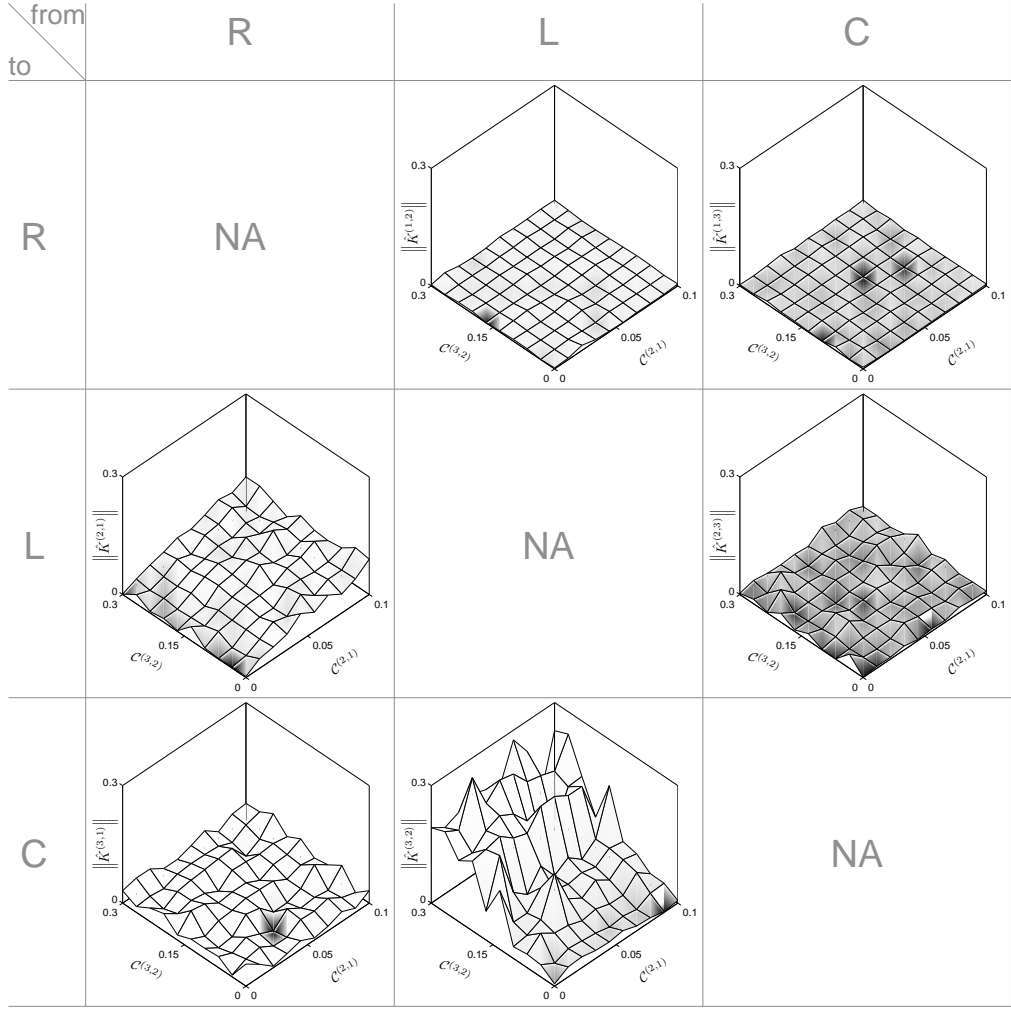 from
to
R
L
C
R
NA
0.3
‖K̂^(1,2)‖
0
0.3
0.15
C^(3,2)
0 0
0.05
C^(2,1)
0.1
0.3
‖K̂^(1,3)‖
0
0.3
0.15
C^(3,2)
0 0
0.05
C^(2,1)
0.1
L
0.3
‖K̂^(2,1)‖
0
0.3
0.15
C^(3,2)
0 0
0.05
C^(2,1)
0.1
NA
0.3
‖K̂^(2,3)‖
0
0.3
0.15
C^(3,2)
0 0
0.05
C^(2,1)
0.1
C
0.3
‖K̂^(3,1)‖
0
0.3
0.15
C^(3,2)
0 0
0.05
C^(2,1)
0.1
0.3
‖K̂^(3,2)‖
0
0.3
0.15
C^(3,2)
0 0
0.05
C^(2,1)
0.1
NA